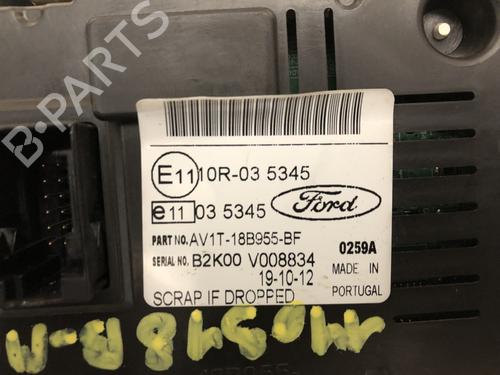 B-PARTS
E11 10R-03 5345
e11 03 5345
Ford
PART NO. AV1T-18B955-BF
0259A
SERIAL NO. B2K00 V008834
19-10-12
MADE IN
PORTUGAL
SCRAP IF DROPPED